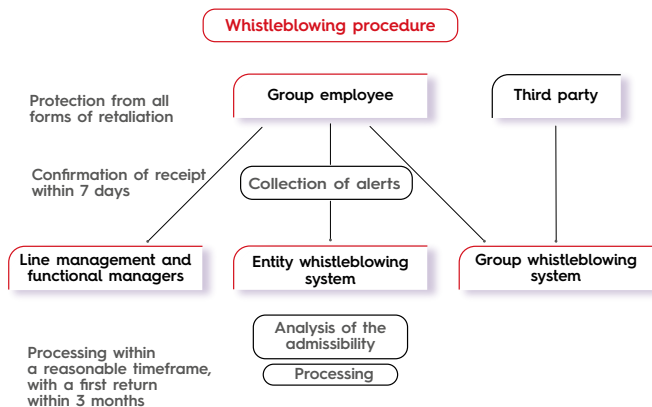 Whistleblowing procedure
Protection from all
forms of retaliation
Group employee
Third party
Confirmation of receipt
within 7 days
Collection of alerts
Line management and
functional managers
Entity whistleblowing
system
Group whistleblowing
system
Analysis of the
admissibility
Processing
Processing within
a reasonable timeframe,
with a first return
within 3 months